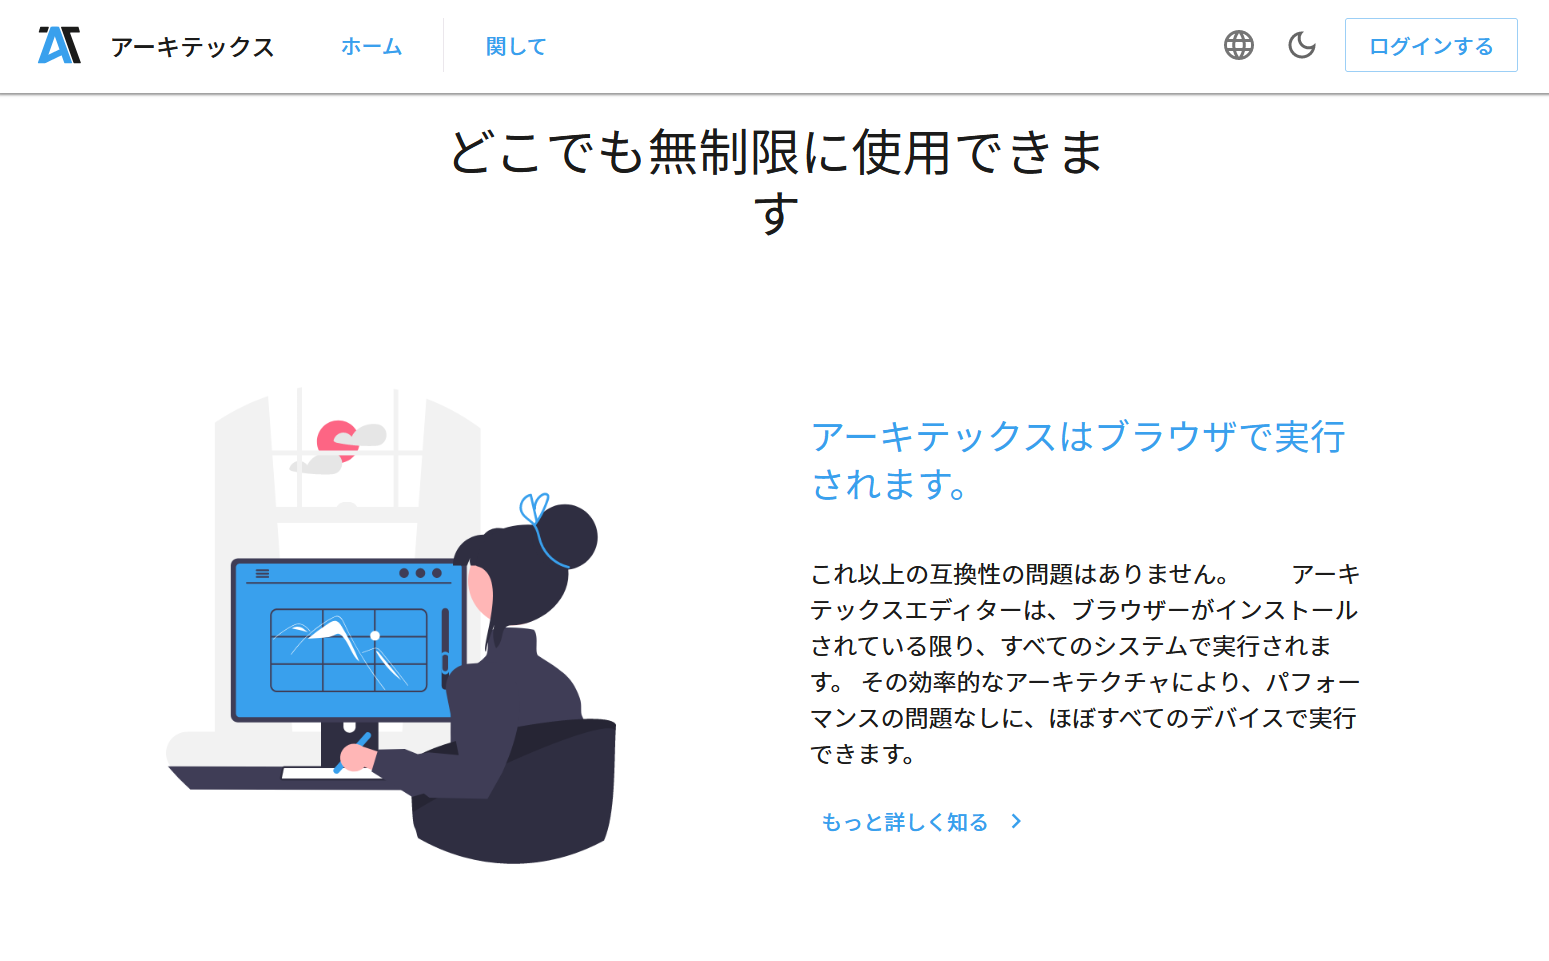 アーキテックス
ホーム
関して
ログインする
どこでも無制限に使用できま
す
アーキテックスはブラウザで実行
されます。
これ以上の互換性の問題はありません。　　アーキ
テックスエディターは、ブラウザーがインストール
されている限り、すべてのシステムで実行されま
す。 その効率的なアーキテクチャにより、パフォー
マンスの問題なしに、ほぼすべてのデバイスで実行
できます。
もっと詳しく知る